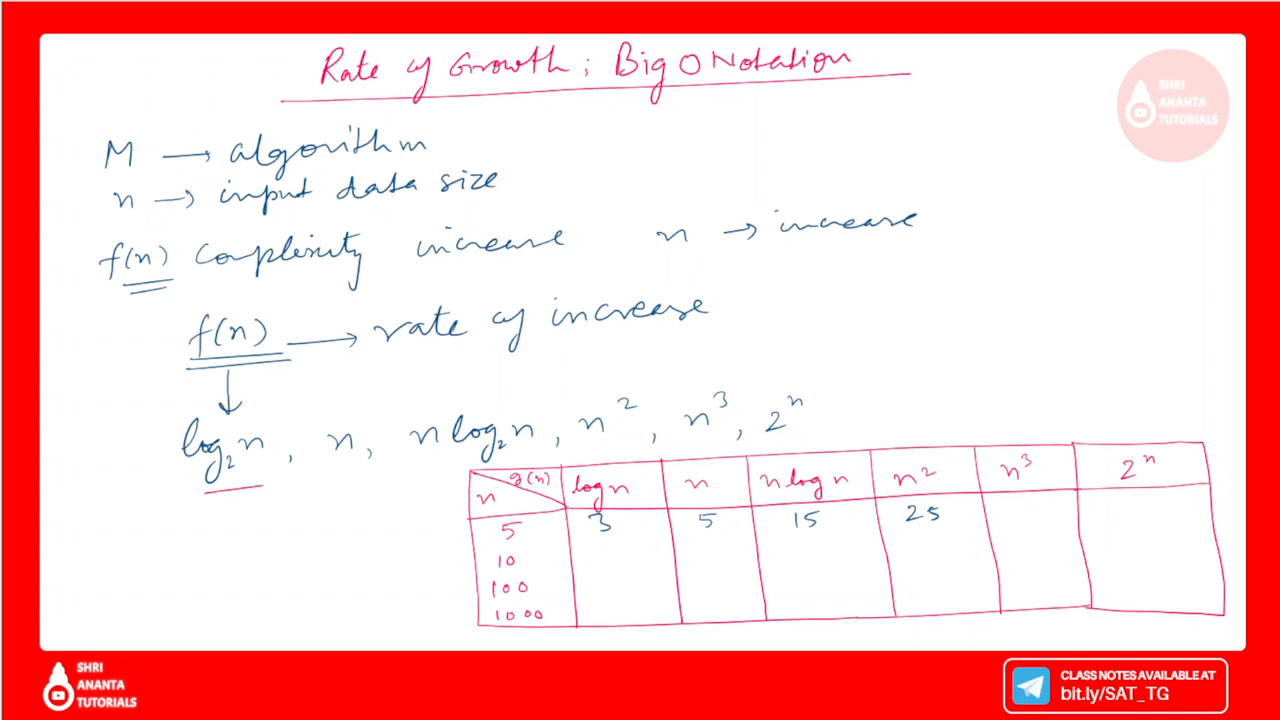 Rate of Growth; Big O Notation
SHRI
ANANTA
TUTORIALS
M → algorithm
n → input data size
f(n) complexity increase n → increase
f(n) → rate of increase
log₂n, n, n log₂n, n², n³, 2ⁿ
n g(n) log n n n log n n² n³ 2ⁿ
5 3 5 15 25
10
100
1000
SHRI
ANANTA
TUTORIALS
CLASS NOTES AVAILABLE AT
bit.ly/SAT_TG